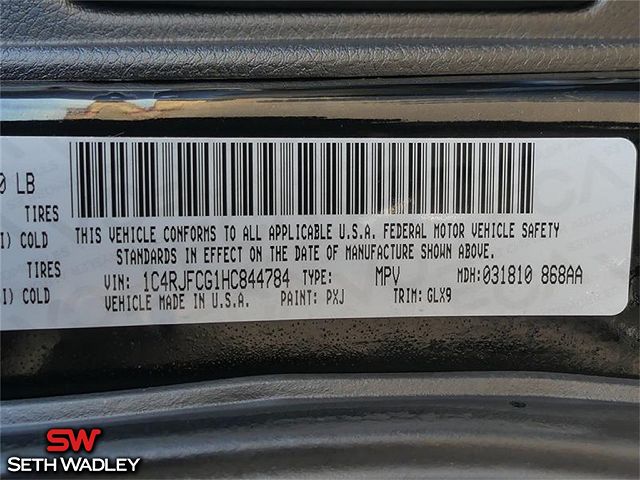 0 LB
TIRES
I) COLD
TIRES
I) COLD
THIS VEHICLE CONFORMS TO ALL APPLICABLE U.S.A. FEDERAL MOTOR VEHICLE SAFETY
STANDARDS IN EFFECT ON THE DATE OF MANUFACTURE SHOWN ABOVE.
VIN: 1C4RJFCG1HC844784 TYPE: MPV MDH:031810 868AA
VEHICLE MADE IN U.S.A. PAINT: PXJ TRIM: GLX9
SW
SETH WADLEY